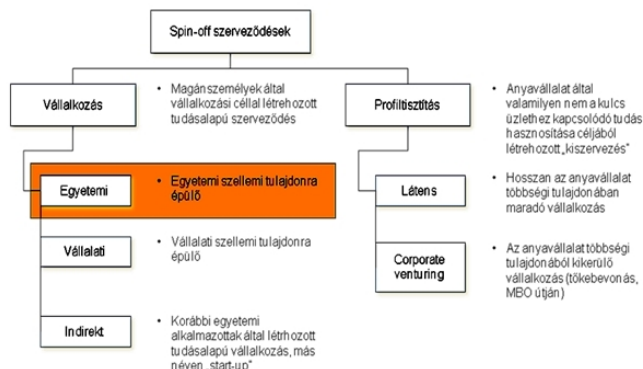 Spin-off szerveződések
Vállalkozás
• Magánszemélyek által
vállalkozási céllal létrehozott
tudásalapú szerveződés
Egyetemi
• Egyetemi szellemi tulajdonra
épülő
Vállalati
• Vállalati szellemi tulajdonra
épülő
Indirekt
• Korábbi egyetemi
alkalmazottak által létrhozott
tudásalapú vállalkozás, más
néven „start-up"
Profiltisztítás
• Anyavállalat által
valamilyen nem a kulcs
üzlethez kapcsolódó tudás
hasznosítása céljából
létrehozott „kiszervezés"
Látens
• Hosszan az anyavállalat
többségi tulajdonában
maradó vállalkozás
Corporate
venturing
• Az anyavállalat többségi
tulajdonából kikerülő
vállalkozás (tőkebevonás,
MBO útján)